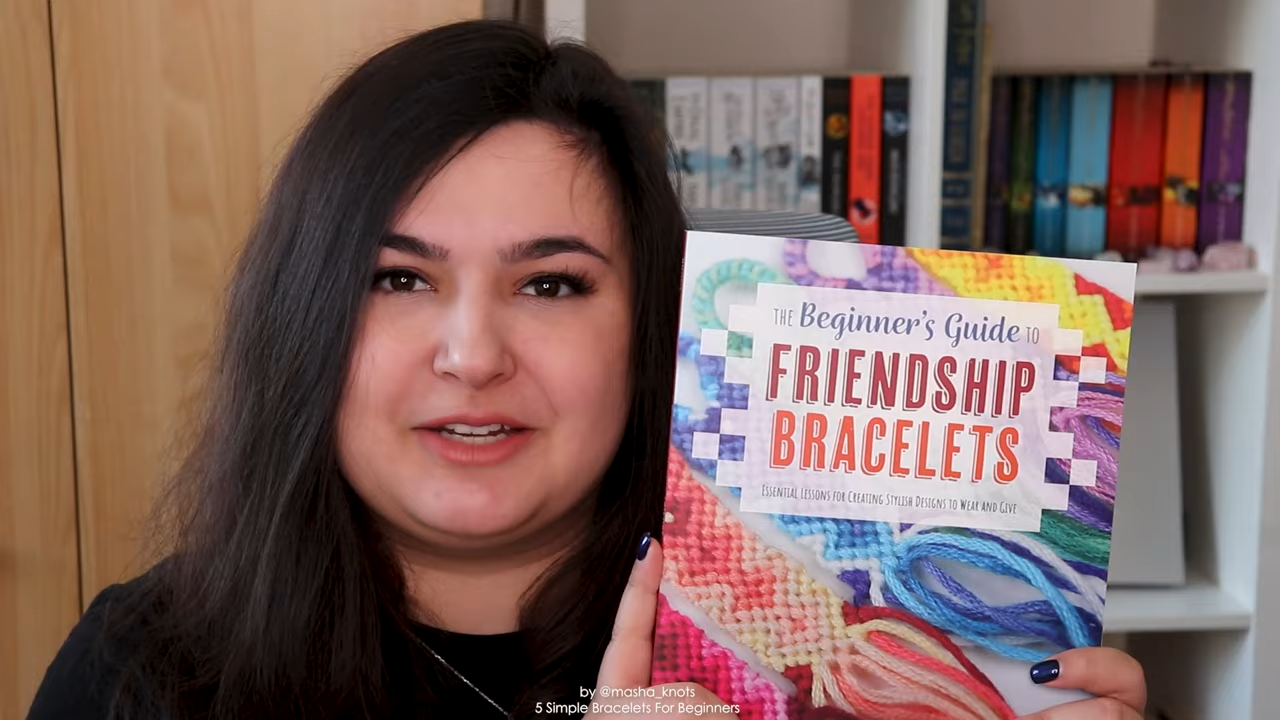 THE Beginner's Guide TO
FRIENDSHIP
BRACELETS
ESSENTIAL LESSONS FOR CREATING STYLISH DESIGNS TO WEAR AND GIVE
by @masha_knots
5 Simple Bracelets For Beginners